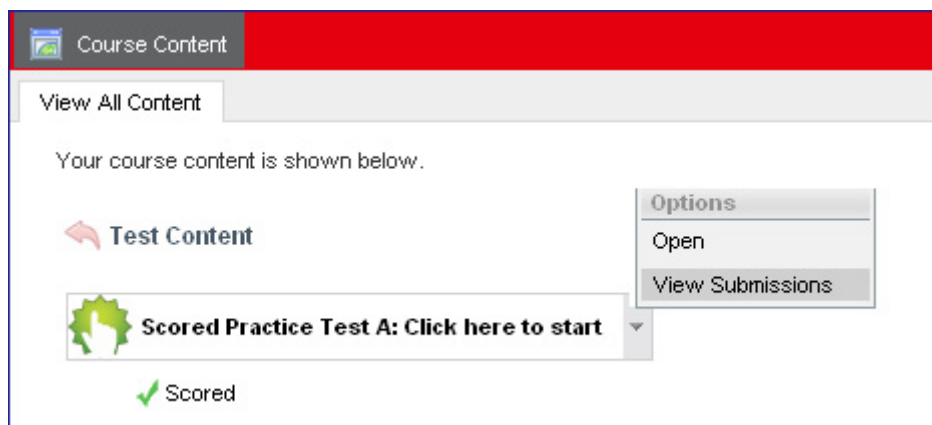 Course Content
View All Content
Your course content is shown below.
Test Content
Options
Open
View Submissions
Scored Practice Test A: Click here to start
Scored